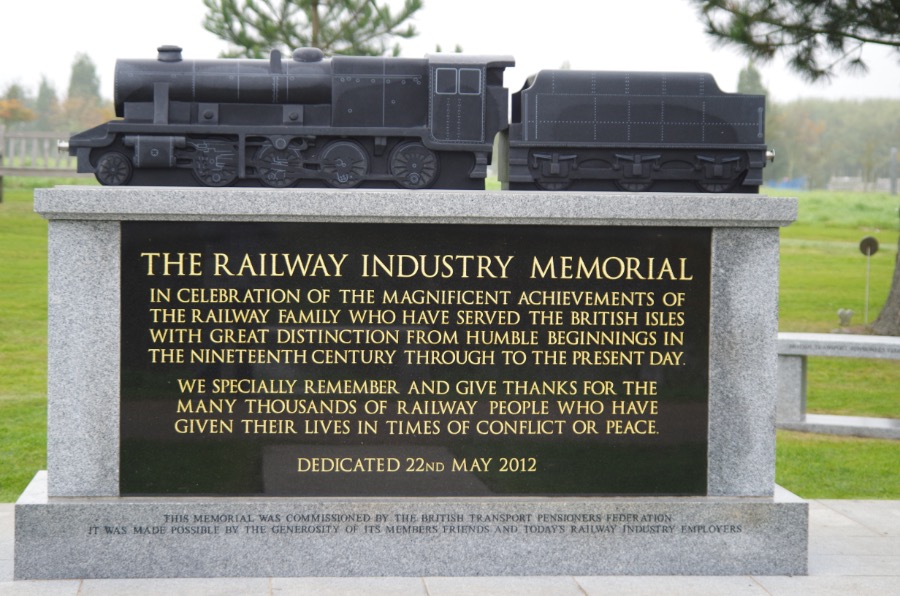 THE RAILWAY INDUSTRY MEMORIAL
IN CELEBRATION OF THE MAGNIFICENT ACHIEVEMENTS OF
THE RAILWAY FAMILY WHO HAVE SERVED THE BRITISH ISLES
WITH GREAT DISTINCTION FROM HUMBLE BEGINNINGS IN
THE NINETEENTH CENTURY THROUGH TO THE PRESENT DAY.
WE SPECIALLY REMEMBER AND GIVE THANKS FOR THE
MANY THOUSANDS OF RAILWAY PEOPLE WHO HAVE
GIVEN THEIR LIVES IN TIMES OF CONFLICT OR PEACE.
DEDICATED 22ND MAY 2012
THIS MEMORIAL WAS COMMISSIONED BY THE BRITISH TRANSPORT PENSIONERS FEDERATION
IT WAS MADE POSSIBLE BY THE GENEROSITY OF ITS MEMBERS FRIENDS AND TODAYS RAILWAY INDUSTRY EMPLOYERS